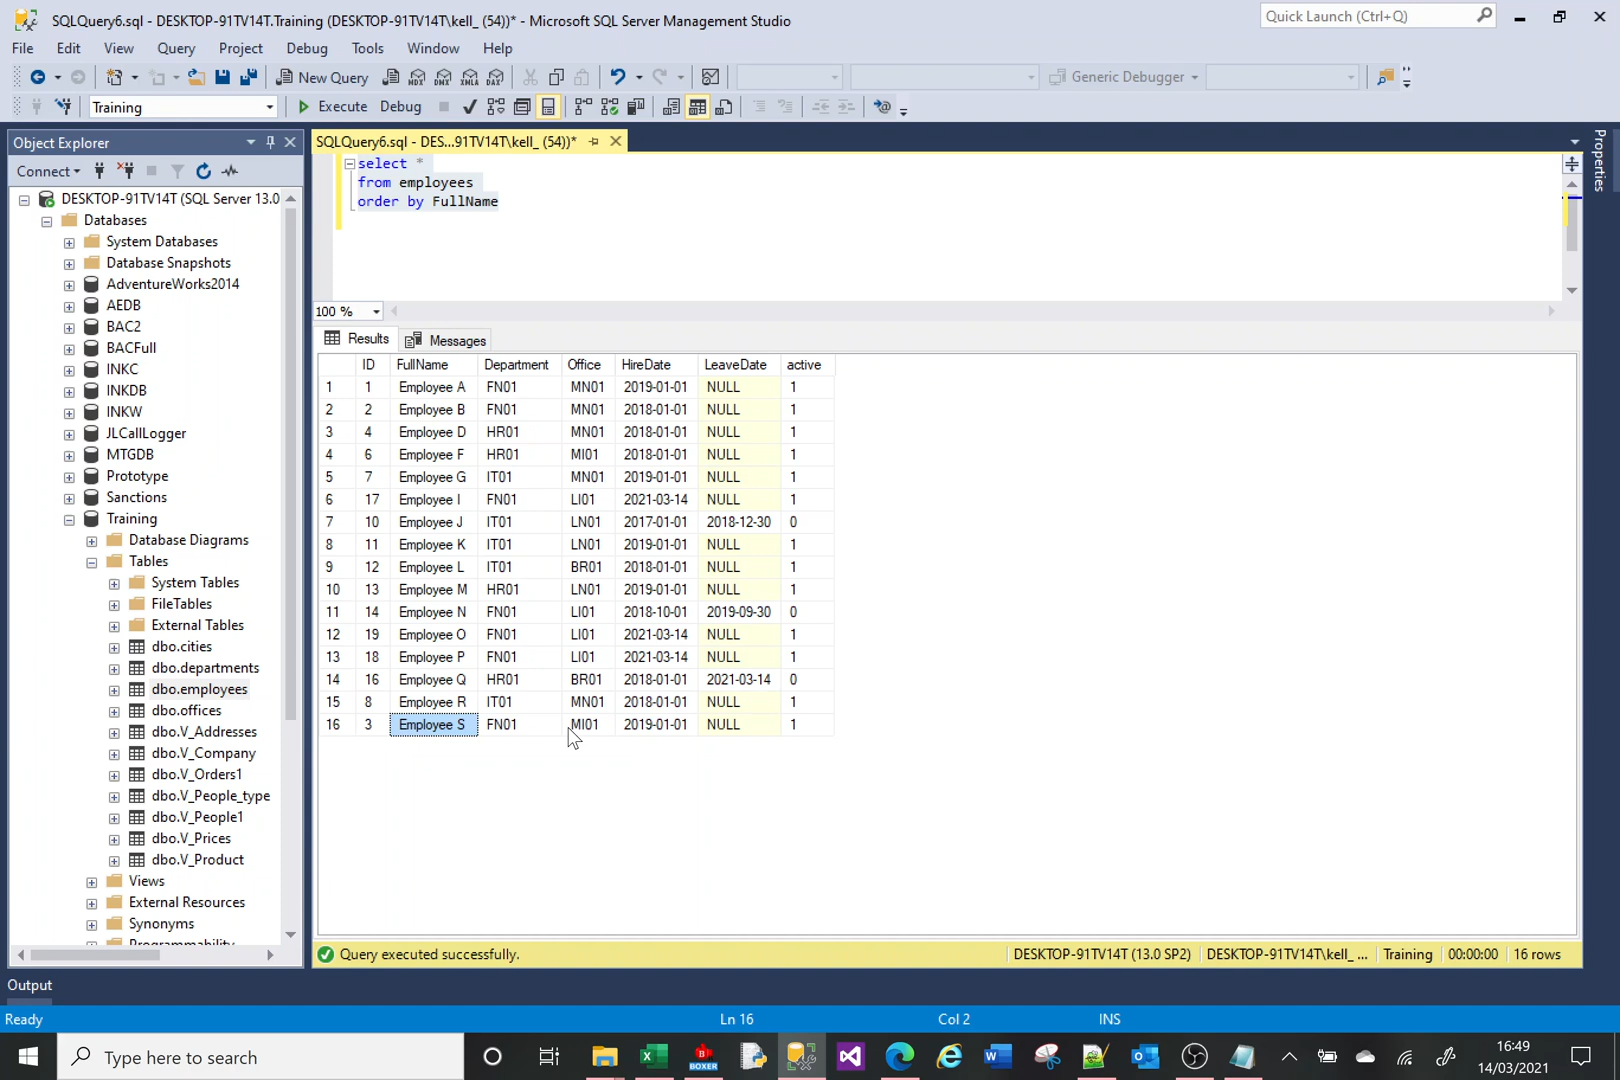 SQLQuery6.sql - DESKTOP-91TV14T.Training (DESKTOP-91TV14T\kell_ (54))* - Microsoft SQL Server Management Studio
Quick Launch (Ctrl+Q)
File Edit View Query Project Debug Tools Window Help
New Query MDX DMX XMLA DAX Generic Debugger
Training Execute Debug
Object Explorer
Connect
DESKTOP-91TV14T (SQL Server 13.0
Databases
System Databases
Database Snapshots
AdventureWorks2014
AEDB
BAC2
BACFull
INKC
INKDB
INKW
JLCallLogger
MTGDB
Prototype
Sanctions
Training
Database Diagrams
Tables
System Tables
FileTables
External Tables
dbo.cities
dbo.departments
dbo.employees
dbo.offices
dbo.V_Addresses
dbo.V_Company
dbo.V_Orders1
dbo.V_People_type
dbo.V_People1
dbo.V_Prices
dbo.V_Product
Views
External Resources
Synonyms
Programmability
SQLQuery6.sql - DES...91TV14T\kell_ (54))*
select *
from employees
order by FullName
100 %
Results Messages
ID FullName Department Office HireDate LeaveDate active
1 1 Employee A FN01 MN01 2019-01-01 NULL 1
2 2 Employee B FN01 MN01 2018-01-01 NULL 1
3 4 Employee D HR01 MN01 2018-01-01 NULL 1
4 6 Employee F HR01 MI01 2018-01-01 NULL 1
5 7 Employee G IT01 MN01 2019-01-01 NULL 1
6 17 Employee I FN01 LI01 2021-03-14 NULL 1
7 10 Employee J IT01 LN01 2017-01-01 2018-12-30 0
8 11 Employee K IT01 LN01 2019-01-01 NULL 1
9 12 Employee L IT01 BR01 2018-01-01 NULL 1
10 13 Employee M HR01 LN01 2019-01-01 NULL 1
11 14 Employee N FN01 LI01 2018-10-01 2019-09-30 0
12 19 Employee O FN01 LI01 2021-03-14 NULL 1
13 18 Employee P FN01 LI01 2021-03-14 NULL 1
14 16 Employee Q HR01 BR01 2018-01-01 2021-03-14 0
15 8 Employee R IT01 MN01 2018-01-01 NULL 1
16 3 Employee S FN01 MI01 2019-01-01 NULL 1
Query executed successfully. DESKTOP-91TV14T (13.0 SP2) DESKTOP-91TV14T\kell_ ... Training 00:00:00 16 rows
Properties
Output
Ready Ln 16 Col 2 INS
Type here to search
BOXER
16:49
14/03/2021